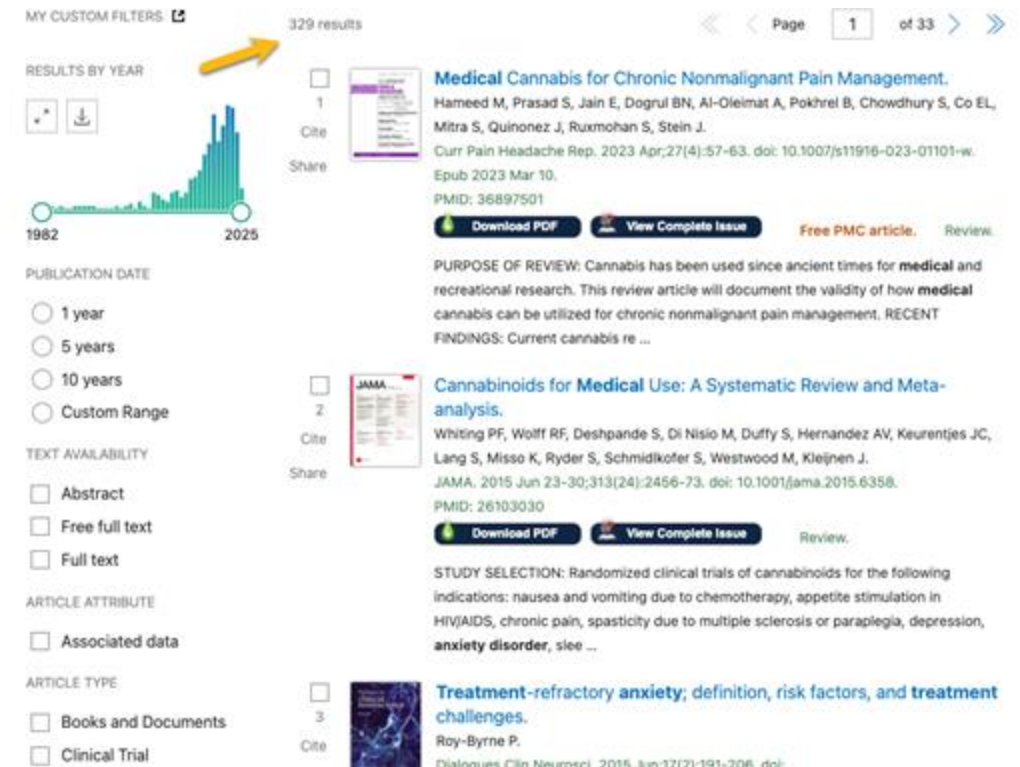 MY CUSTOM FILTERS
329 results
Page 1 of 33
RESULTS BY YEAR
1982 2025
PUBLICATION DATE
1 year
5 years
10 years
Custom Range
TEXT AVAILABILITY
Abstract
Free full text
Full text
ARTICLE ATTRIBUTE
Associated data
ARTICLE TYPE
Books and Documents
Clinical Trial
1
Cite
Share
Medical Cannabis for Chronic Nonmalignant Pain Management.
Hameed M, Prasad S, Jain E, Dogrul BN, Al-Oleimat A, Pokhrel B, Chowdhury S, Co EL,
Mitra S, Quinonez J, Ruxmohan S, Stein J.
Curr Pain Headache Rep. 2023 Apr;27(4):57-63. doi: 10.1007/s11916-023-01101-w.
Epub 2023 Mar 10.
PMID: 36897501
Download PDF View Complete Issue Free PMC article. Review.
PURPOSE OF REVIEW: Cannabis has been used since ancient times for medical and
recreational research. This review article will document the validity of how medical
cannabis can be utilized for chronic nonmalignant pain management. RECENT
FINDINGS: Current cannabis re ...
2
Cite
Share
JAMA
Cannabinoids for Medical Use: A Systematic Review and Meta-
analysis.
Whiting PF, Wolff RF, Deshpande S, Di Nisio M, Duffy S, Hernandez AV, Keurentjes JC,
Lang S, Misso K, Ryder S, Schmidlkofer S, Westwood M, Kleijnen J.
JAMA. 2015 Jun 23-30;313(24):2456-73. doi: 10.1001/jama.2015.6358.
PMID: 26103030
Download PDF View Complete Issue Review.
STUDY SELECTION: Randomized clinical trials of cannabinoids for the following
indications: nausea and vomiting due to chemotherapy, appetite stimulation in
HIV/AIDS, chronic pain, spasticity due to multiple sclerosis or paraplegia, depression,
anxiety disorder, slee ...
3
Cite
Treatment-refractory anxiety; definition, risk factors, and treatment
challenges.
Roy-Byrne P.
Dialogues Clin Neurosci. 2015 Jun;17(2):191-206. doi: